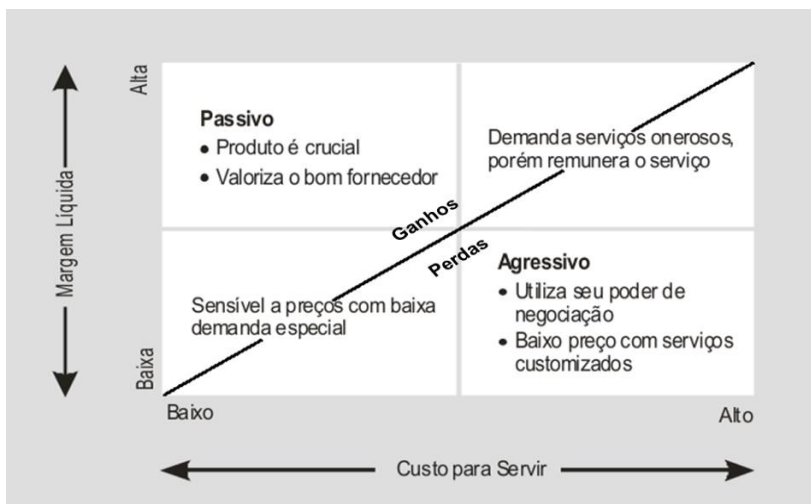 Alta
Margem Líquida
Baixa
Passivo
• Produto é crucial
• Valoriza o bom fornecedor
Demanda serviços onerosos,
porém remunera o serviço
Ganhos
Perdas
Sensível a preços com baixa
demanda especial
Agressivo
• Utiliza seu poder de
negociação
• Baixo preço com serviços
customizados
Baixo
Alto
Custo para Servir